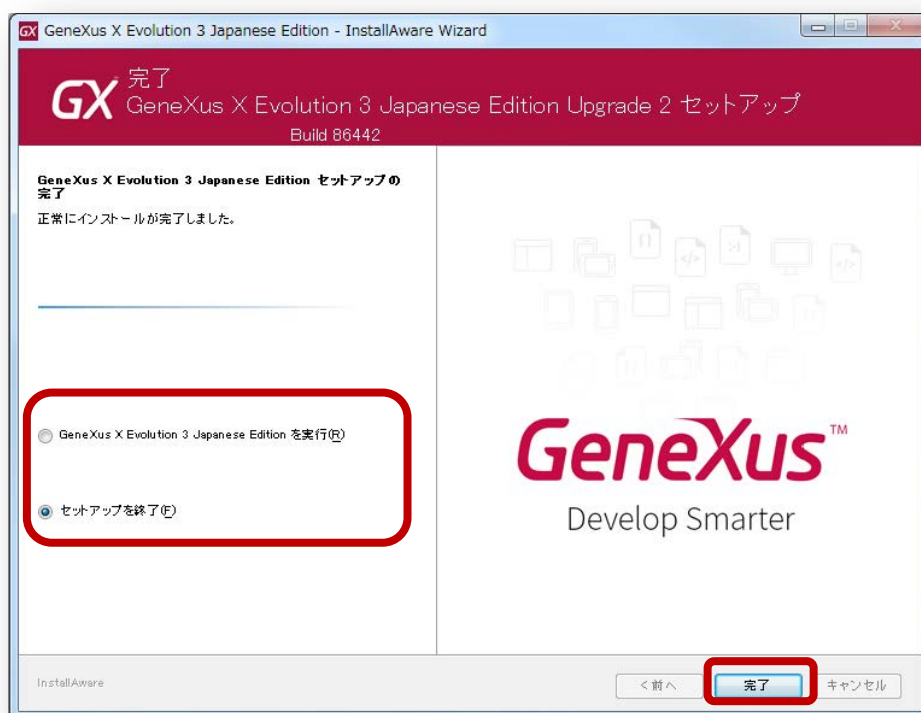 GX GeneXus X Evolution 3 Japanese Edition - InstallAware Wizard
GX
完了
GeneXus X Evolution 3 Japanese Edition Upgrade 2 セットアップ
Build 86442
GeneXus X Evolution 3 Japanese Edition セットアップの
完了
正常にインストールが完了しました。
GeneXus X Evolution 3 Japanese Edition を実行(R)
セットアップを終了(F)
GeneXus™
Develop Smarter
InstallAware
<前へ
完了
キャンセル